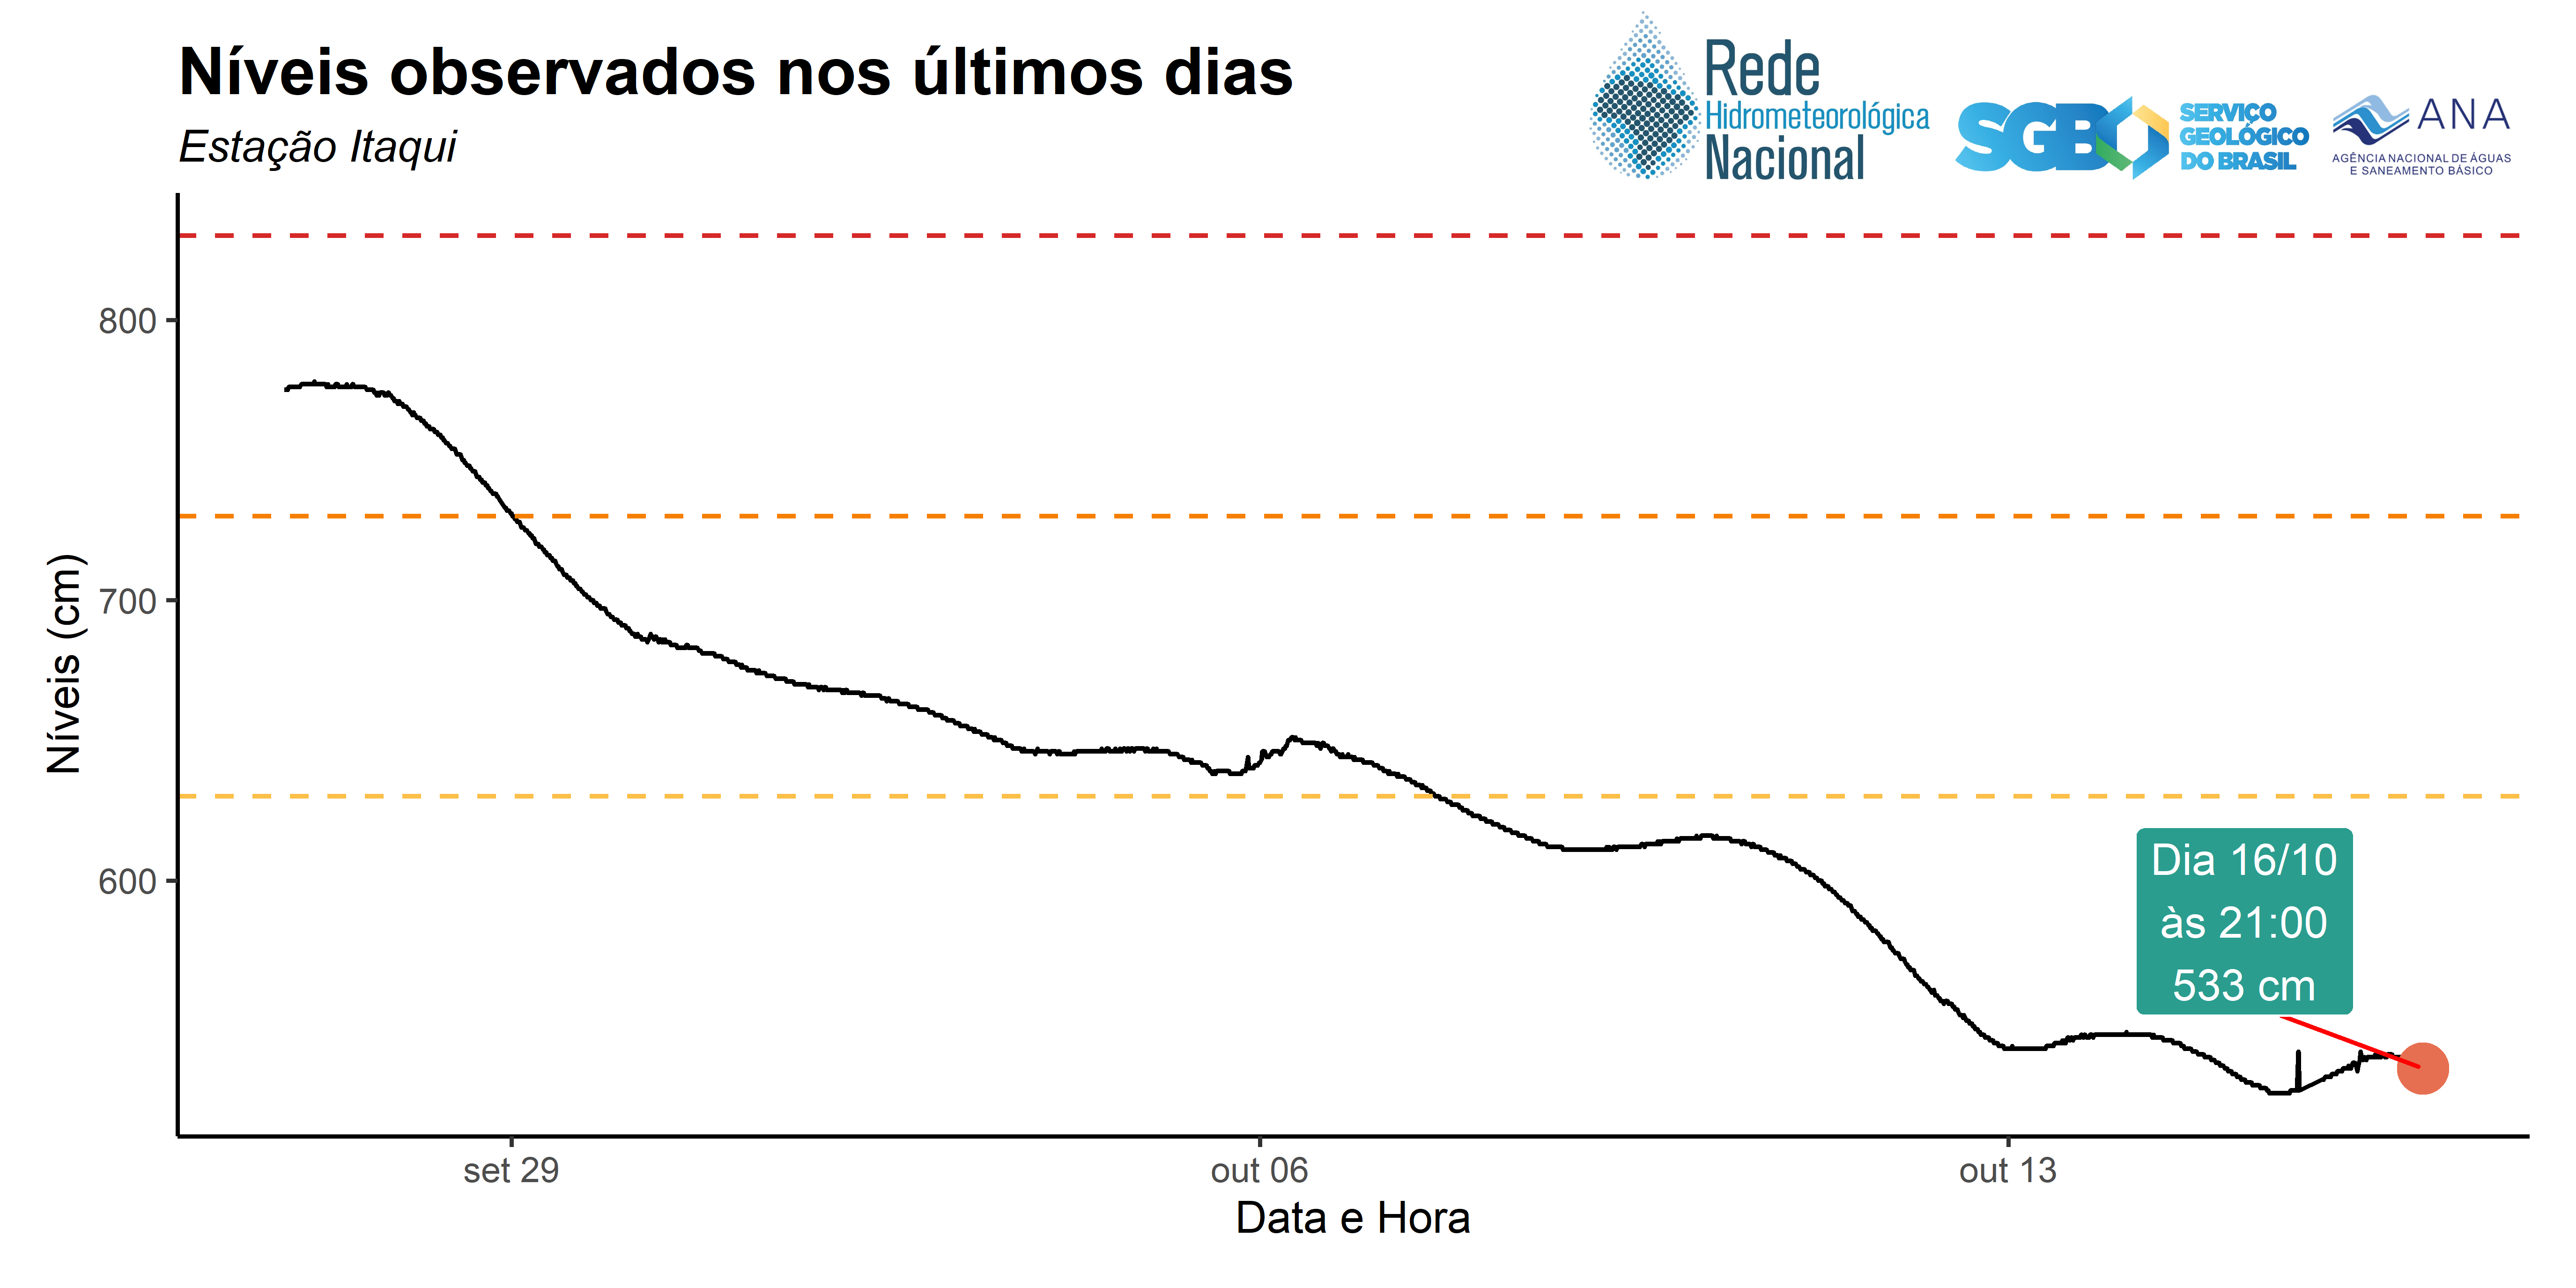 Níveis observados nos últimos dias
Estação Itaqui
Rede
Hidrometeorológica
Nacional
SGB
SERVIÇO
GEOLÓGICO
DO BRASIL
ANA
AGÊNCIA NACIONAL DE ÁGUAS
E SANEAMENTO BÁSICO
Níveis (cm)
800
700
600
Dia 16/10
às 21:00
533 cm
set 29
out 06
out 13
Data e Hora